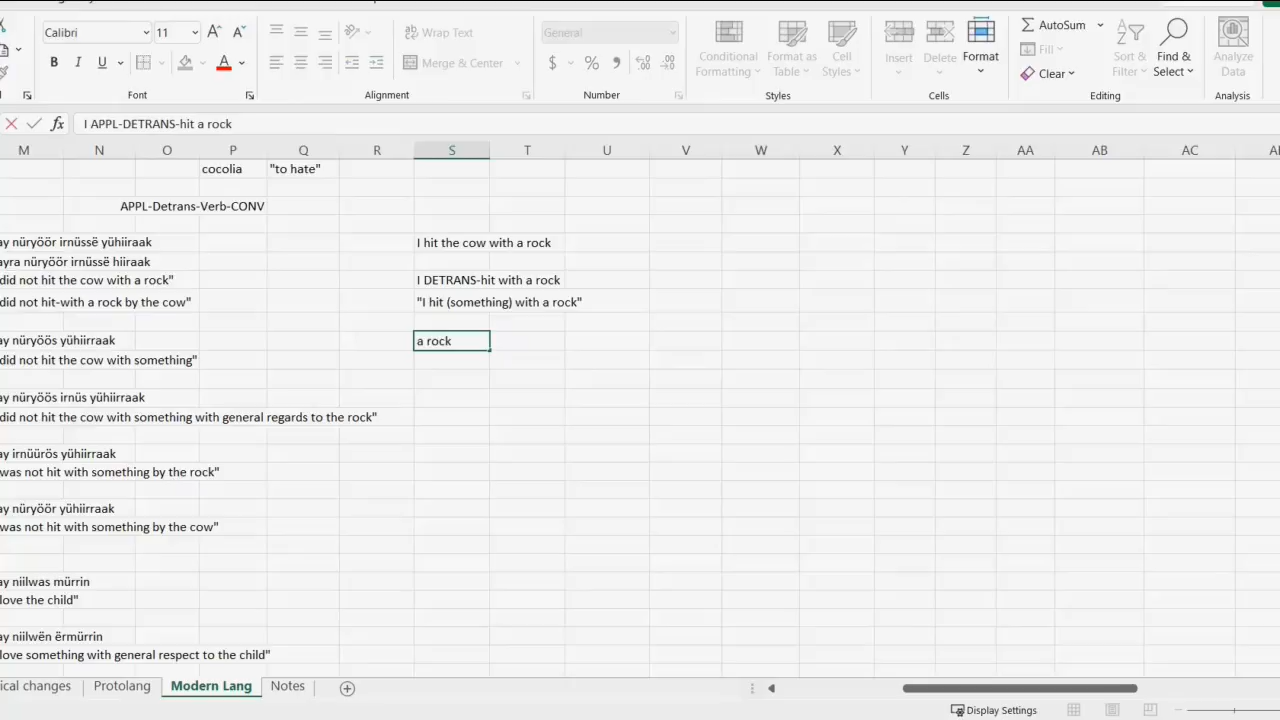 Calibri 11 A A Wrap Text General AutoSum
Conditional Formatting Format as Table Cell Styles Insert Delete Format Fill Sort & Filter Find & Select Analyze Data
B I U A Merge & Center $ % Clear
Font Alignment Number Styles Cells Editing Analysis
fx I APPL-DETRANS-hit a rock
M N O P Q R S T U V W X Y Z AA AB AC
cocolia "to hate"
APPL-Detrans-Verb-CONV
ay nüryöör irnüssë yühiiraak I hit the cow with a rock
ayra nüryöör irnüssë hiiraak
did not hit the cow with a rock" I DETRANS-hit with a rock
did not hit-with a rock by the cow" "I hit (something) with a rock"
ay nüryöös yühiirraak a rock
did not hit the cow with something"
ay nüryöös irnüs yühiirraak
did not hit the cow with something with general regards to the rock"
ay irnüürös yühiirraak
was not hit with something by the rock"
ay nüryöör yühiirraak
was not hit with something by the cow"
ay niilwas mürrin
love the child"
ay niilwën ërmürrin
love something with general respect to the child"
ical changes Protolang Modern Lang Notes
Display Settings